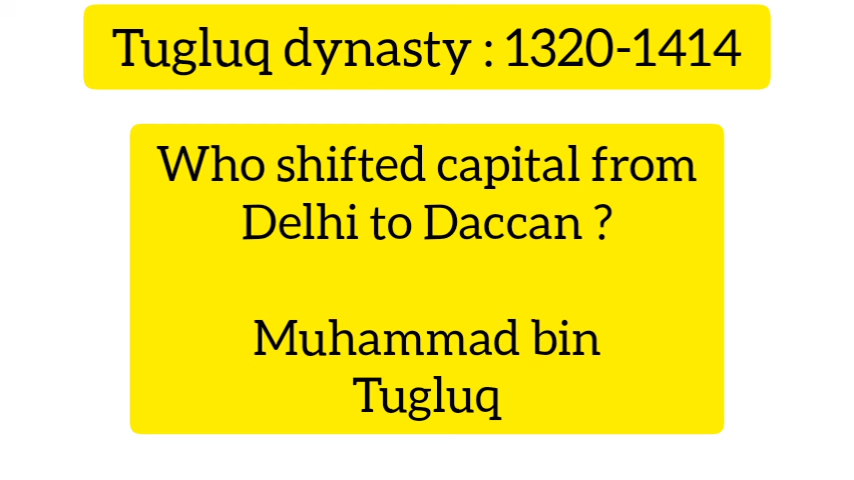 Tugluq dynasty : 1320-1414
Who shifted capital from
Delhi to Daccan ?
Muhammad bin
Tugluq